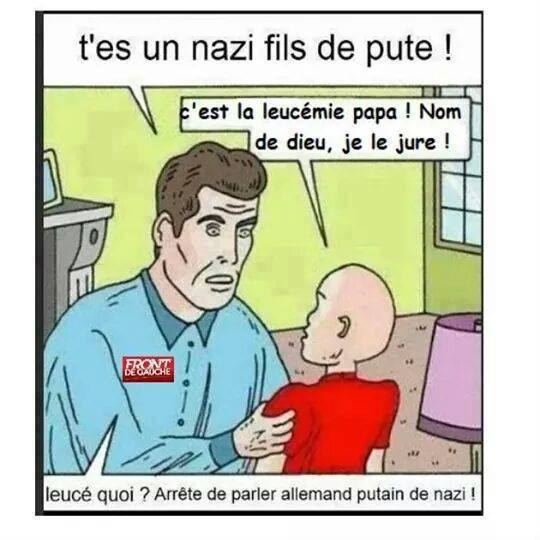 t'es un nazi fils de pute !
c'est la leucémie papa ! Nom
de dieu, je le jure !
FRONT
DE GAUCHE
leucé quoi ? Arrête de parler allemand putain de nazi !